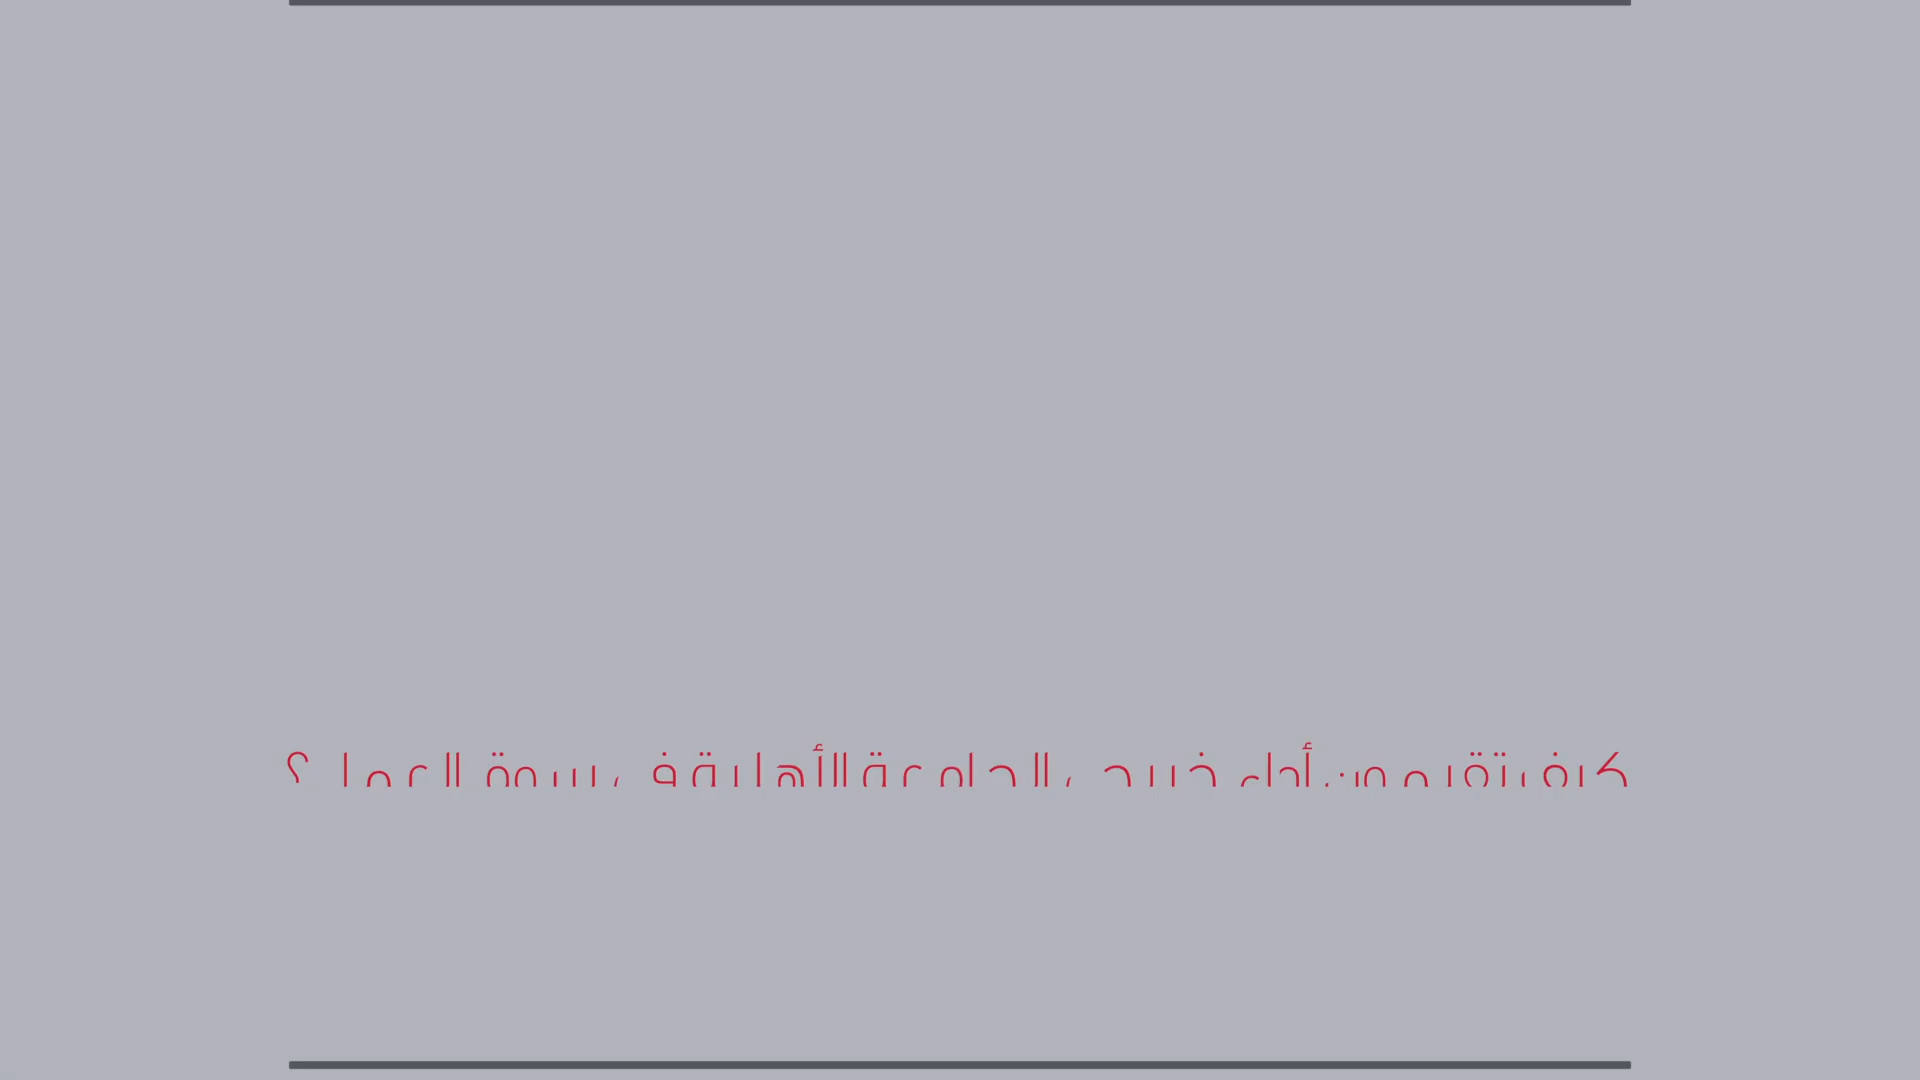 كيف تقيمون أداء خريجي الجامعة الأهلية في سوق العمل ؟